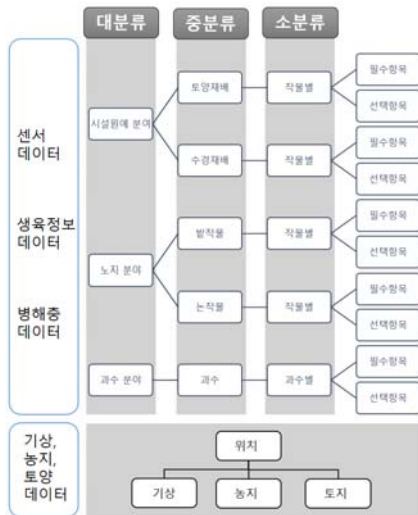 대분류 중분류 소분류
센서
데이터
생육정보
데이터
병해충
데이터
시설원예 분야
토양재배
작물별
필수항목
선택항목
수경재배
작물별
필수항목
선택항목
노지 분야
밭작물
작물별
필수항목
선택항목
논작물
작물별
필수항목
선택항목
과수 분야
과수
과수별
필수항목
선택항목
기상,
농지,
토양
데이터
위치
기상 농지 토지